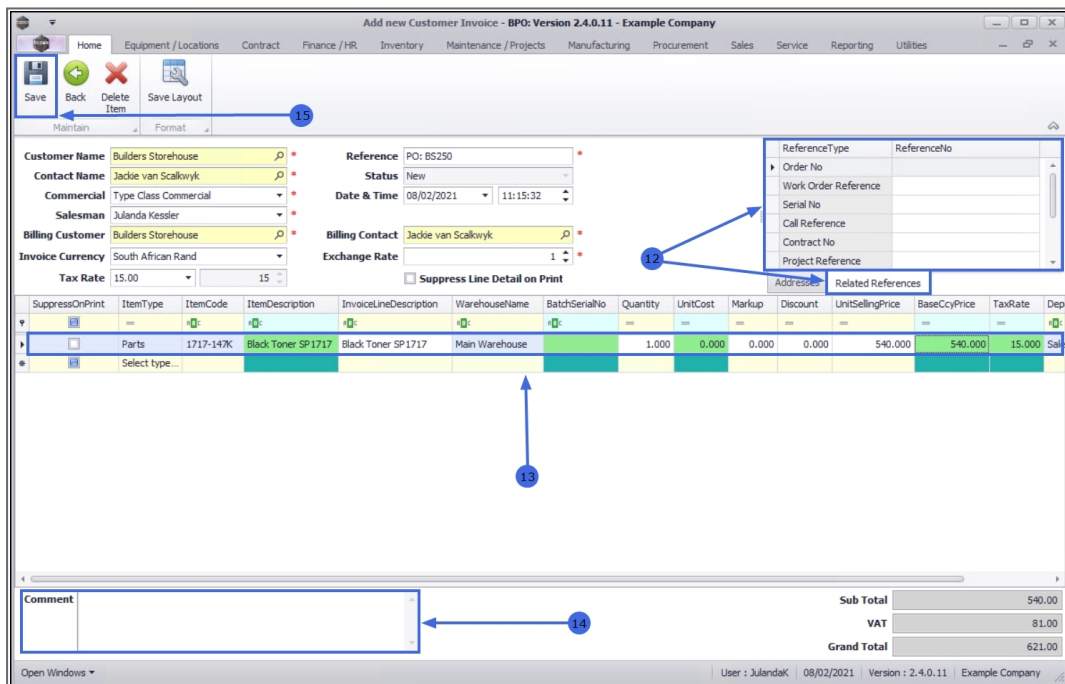 Add new Customer Invoice - BPO: Version 2.4.0.11 - Example Company
Home Equipment / Locations Contract Finance / HR Inventory Maintenance / Projects Manufacturing Procurement Sales Service Reporting Utilities
Save Back Delete Item Save Layout
15
Maintain Format
Customer Name Builders Storehouse * Reference PO: BS250 * ReferenceType ReferenceNo
Contact Name Jackie van Scalkwyk * Status New Order No
Commercial Type Class Commercial * Date & Time 08/02/2021 11:15:32 Work Order Reference
Salesman Julanda Kessler * Serial No
Call Reference
Billing Customer Builders Storehouse * Billing Contact Jackie van Scalkwyk * Contract No
Invoice Currency South African Rand Exchange Rate 1 * 12 Project Reference
Tax Rate 15.00 15 Suppress Line Detail on Print Addresses Related References
SuppressOnPrint ItemType ItemCode ItemDescription InvoiceLineDescription WarehouseName BatchSerialNo Quantity UnitCost Markup Discount UnitSellingPrice BaseCcyPrice TaxRate Dep
Parts 1717-147K Black Toner SP1717 Black Toner SP1717 Main Warehouse 1.000 0.000 0.000 0.000 540.000 540.000 15.000 Sale
Select type...
13
Comment 14 Sub Total 540.00
VAT 81.00
Grand Total 621.00
Open Windows User : JulandaK 08/02/2021 Version : 2.4.0.11 Example Company